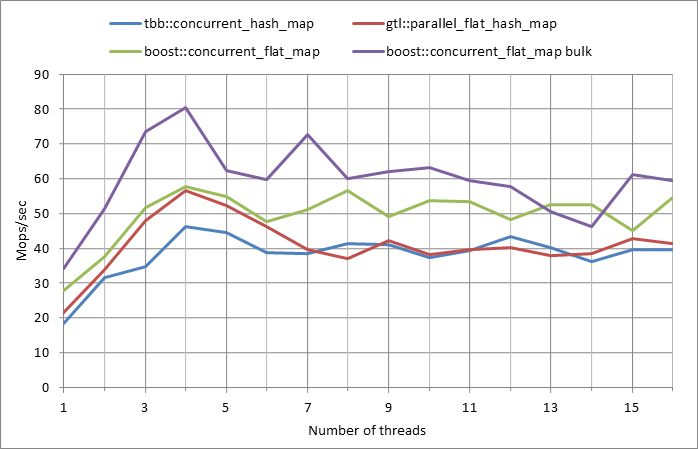 tbb::concurrent_hash_map gtl::parallel_flat_hash_map
boost::concurrent_flat_map boost::concurrent_flat_map bulk
90
80
70
60
50
40
30
20
10
0
Mops/sec
1 3 5 7 9 11 13 15
Number of threads